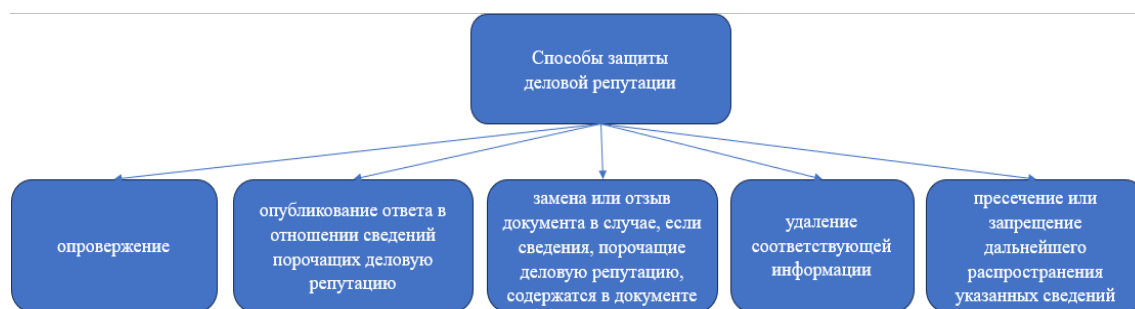 Способы защиты
деловой репутации
опровержение
опубликование ответа в
отношении сведений
порочащих деловую
репутацию
замена или отзыв
документа в случае, если
сведения, порочащие
деловую репутацию,
содержатся в документе
удаление
соответствующей
информации
пресечение или
запрещение
дальнейшего
распространения
указанных сведений